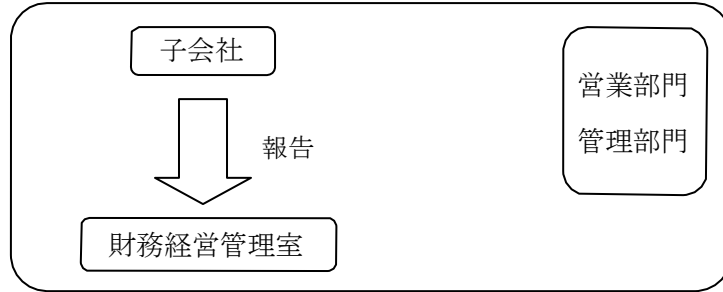 子会社
報告
財務経営管理室
営業部門
管理部門